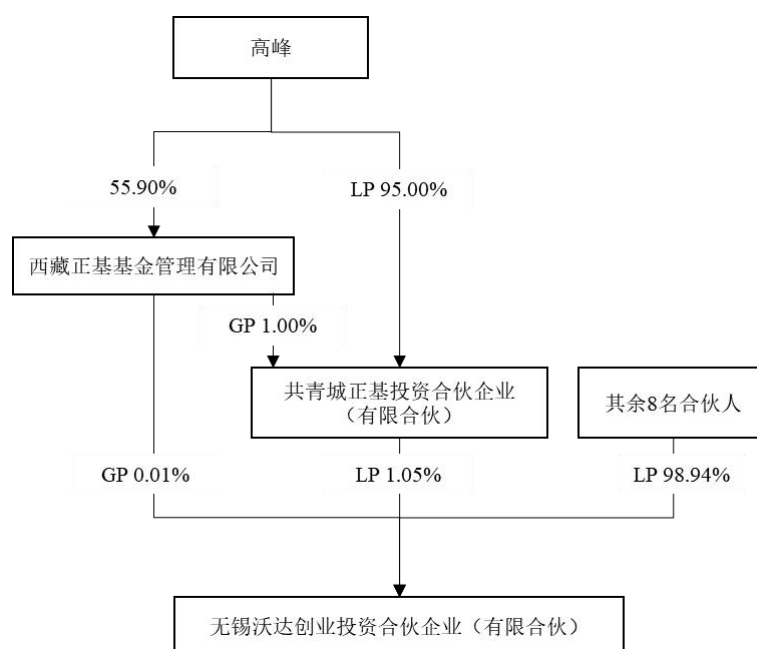 高峰
55.90%
LP 95.00%
西藏正基基金管理有限公司
GP 1.00%
共青城正基投资合伙企业
（有限合伙）
其余8名合伙人
GP 0.01%
LP 1.05%
LP 98.94%
无锡沃达创业投资合伙企业（有限合伙）